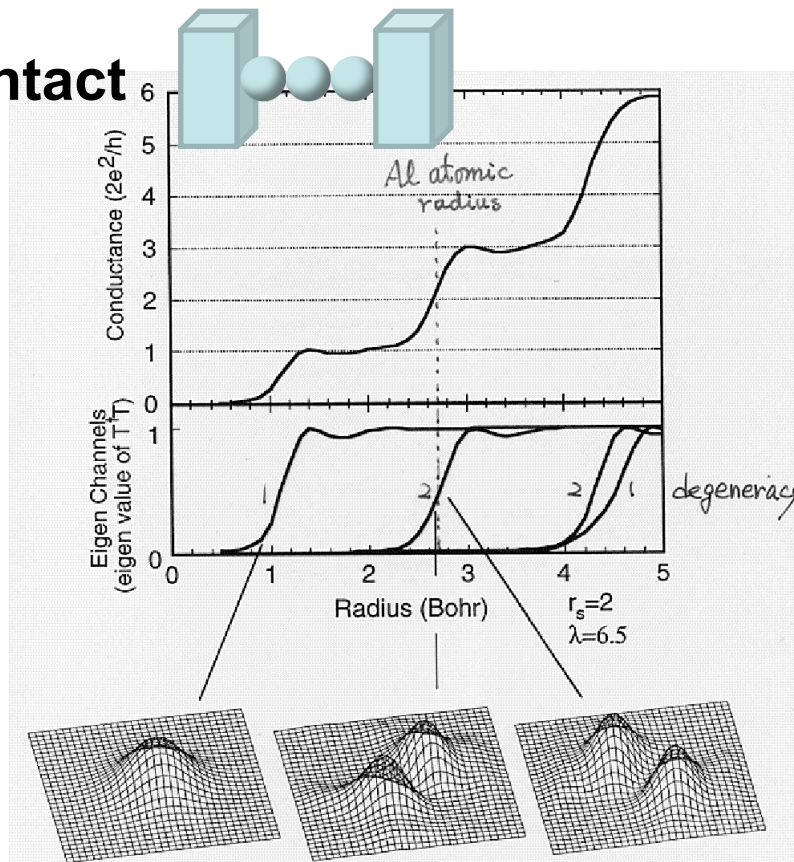 ntact
Conductance (2e²/h)
6
5
4
3
2
1
0
Al atomic
radius
Eigen Channels
(eigen value of T†T)
1
0
1
2
2
1
degeneracy
0 1 2 3 4 5
Radius (Bohr)
rₛ=2
λ=6.5